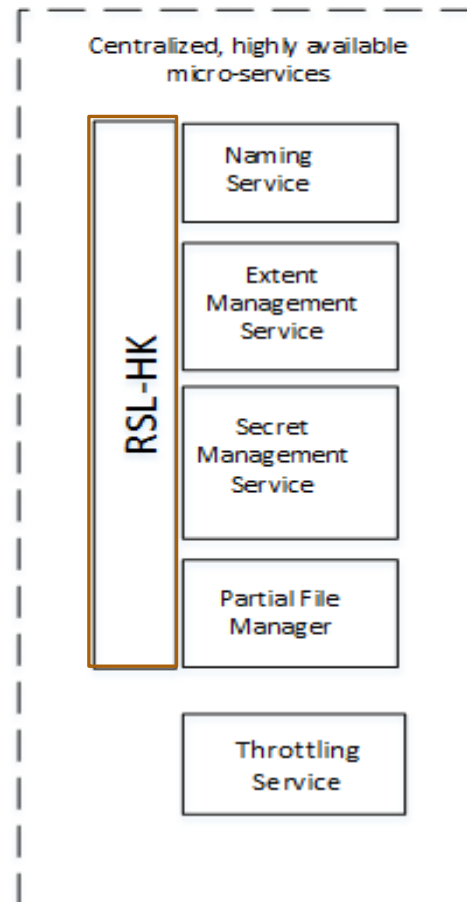 Centralized, highly available
micro-services
Naming
Service
Extent
Management
Service
RSL-HK
Secret
Management
Service
Partial File
Manager
Throttling
Service